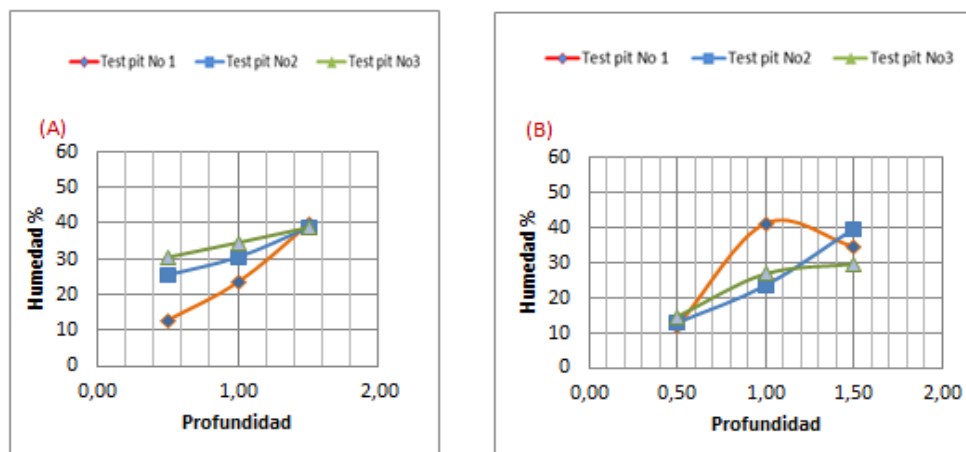 Test pit No 1 Test pit No2 Test pit No3
(A)
60
50
40
30
20
10
0
Humedad %
0,00 1,00 2,00
Profundidad
Test pit No 1 Test pit No2 Test pit No3
(B)
60
50
40
30
20
10
0
Humedad %
0,00 0,50 1,00 1,50 2,00
Profundidad